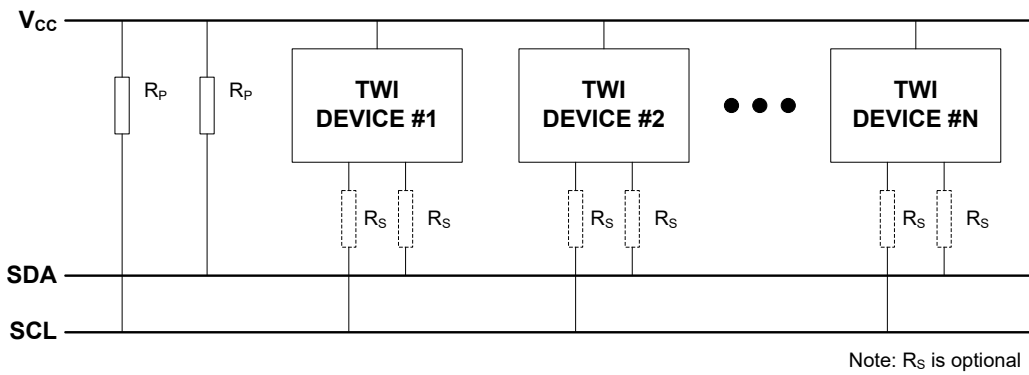 VCC
RP
RP
TWI
DEVICE #1
TWI
DEVICE #2
TWI
DEVICE #N
RS
RS
RS
RS
RS
RS
SDA
SCL
Note: RS is optional